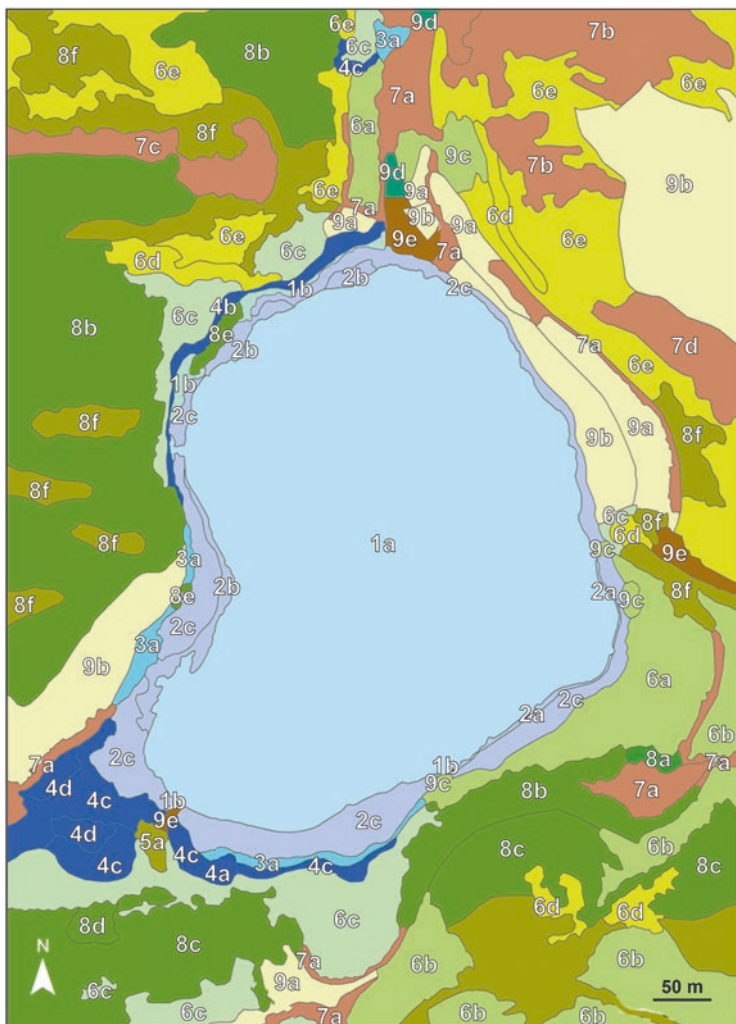 6e 9d
8f 8b 6c 3a 7b
6e 4c 6e 6e
7a
7c 8f 6a 9c 7b
9d 9b
6e 9a
7a 9b 9a 6d
9a
6e 6c 9e 7a 6e
6d 2b
1b 2c
6c 4b
8b 8e 7a 7d
2b
6e
1b
2c 9a 8f
8f 9b
8f 6c 8f
8f 1a 6d
3a 9c 9e
2b 8f
8e 2a 9c
8f 2c
3a
9b 6a
2c
2a 6b
2c 8a
7a 1b 7a
4d 4c 9c 8b 7a
1b
4d 9e 2c
5a 8c 6b
4c 4c 3a 4c 8c
4a
6d 6d
8d 6c
8c 7a 6b 6b
N 9a
6c
6c 7a 6b 6b
50 m